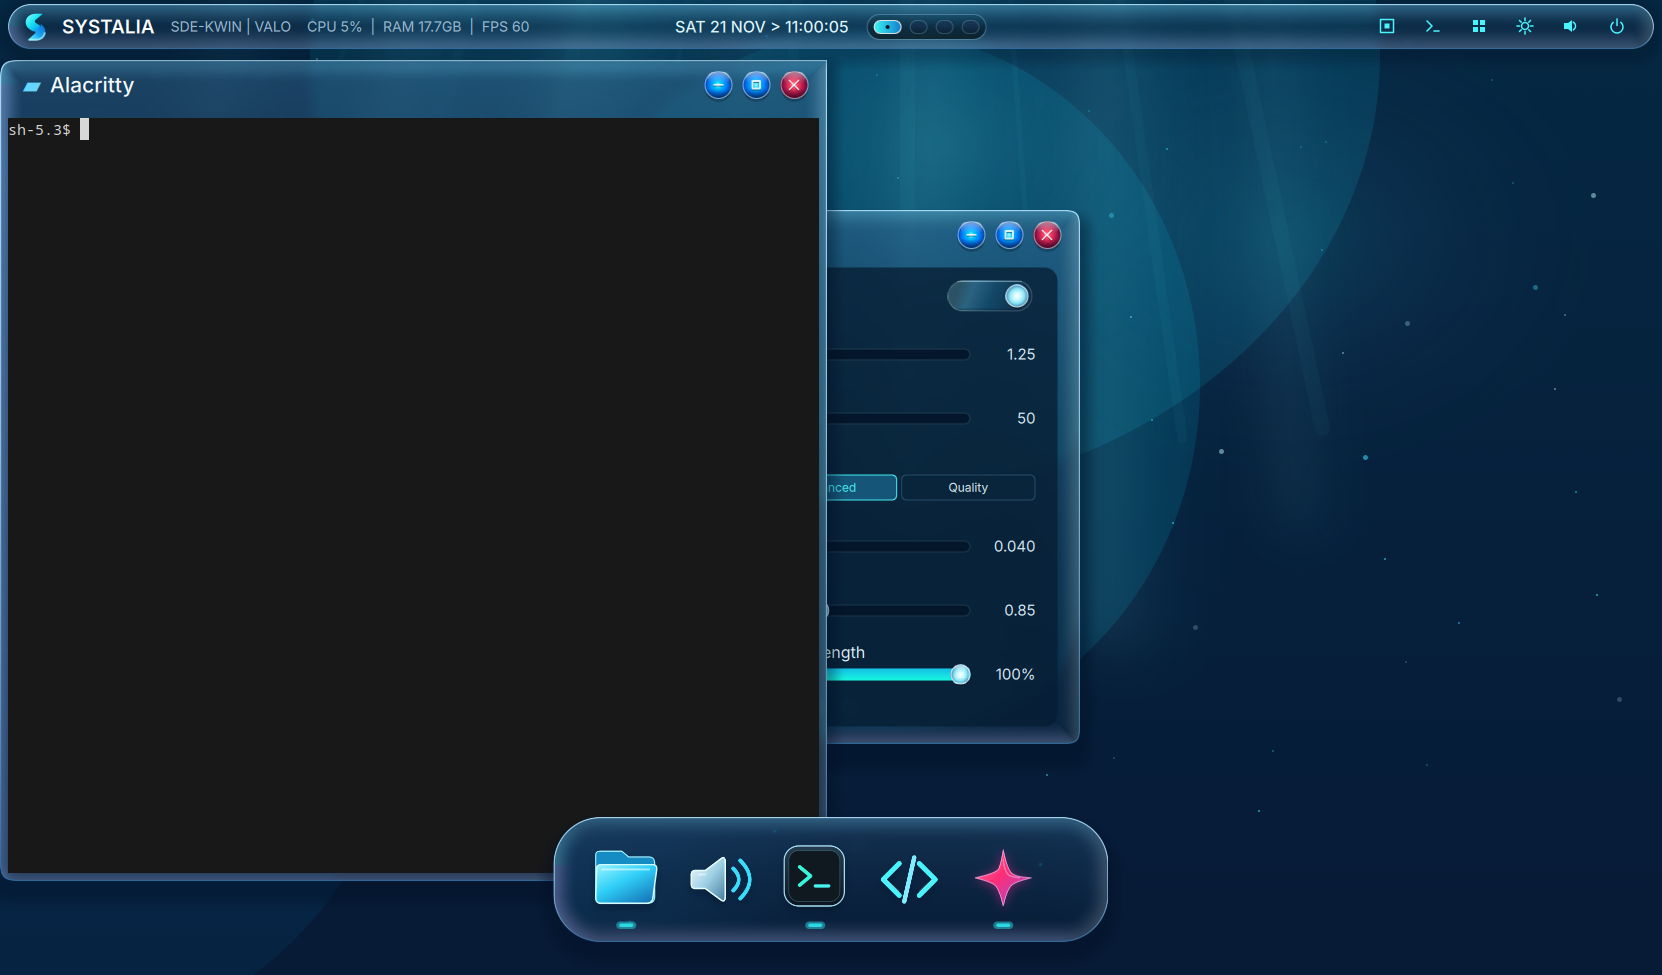 SYSTALIA SDE-KWIN | VALO CPU 5% | RAM 17.7GB | FPS 60 SAT 21 NOV > 11:00:05
Alacritty
sh-5.3$
1.25
50
nced Quality
0.040
0.85
ength
100%